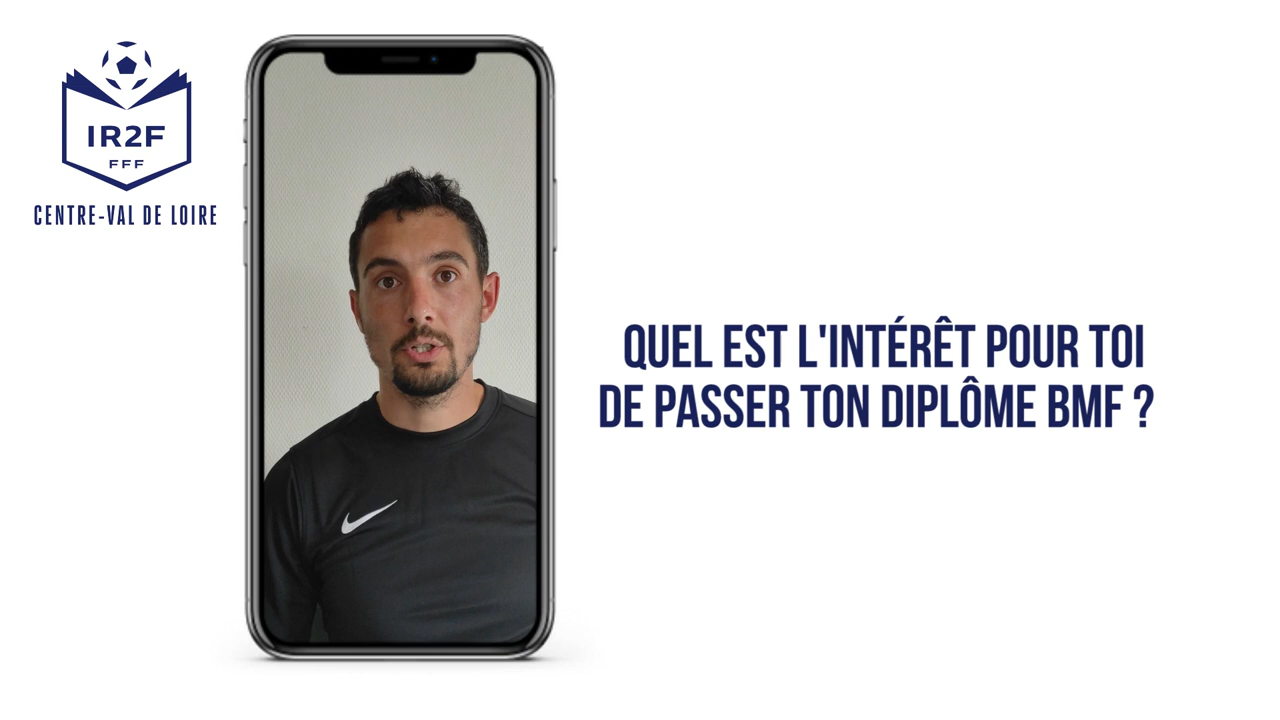 IR2F
FFF
CENTRE-VAL DE LOIRE
QUEL EST L'INTÉRÊT POUR TOI
DE PASSER TON DIPLÔME BMF ?